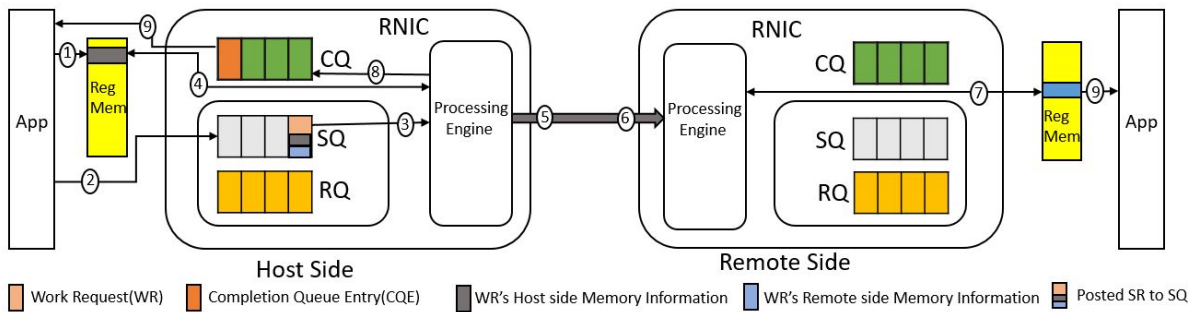 RNIC
RNIC
9
1
Reg
Mem
4
CQ
8
App
SQ
3
Processing
Engine
2
RQ
5
6
Processing
Engine
CQ
7
SQ
RQ
Reg
Mem
9
App
Host Side
Remote Side
Work Request(WR)
Completion Queue Entry(CQE)
WR's Host side Memory Information
WR's Remote side Memory Information
Posted SR to SQ